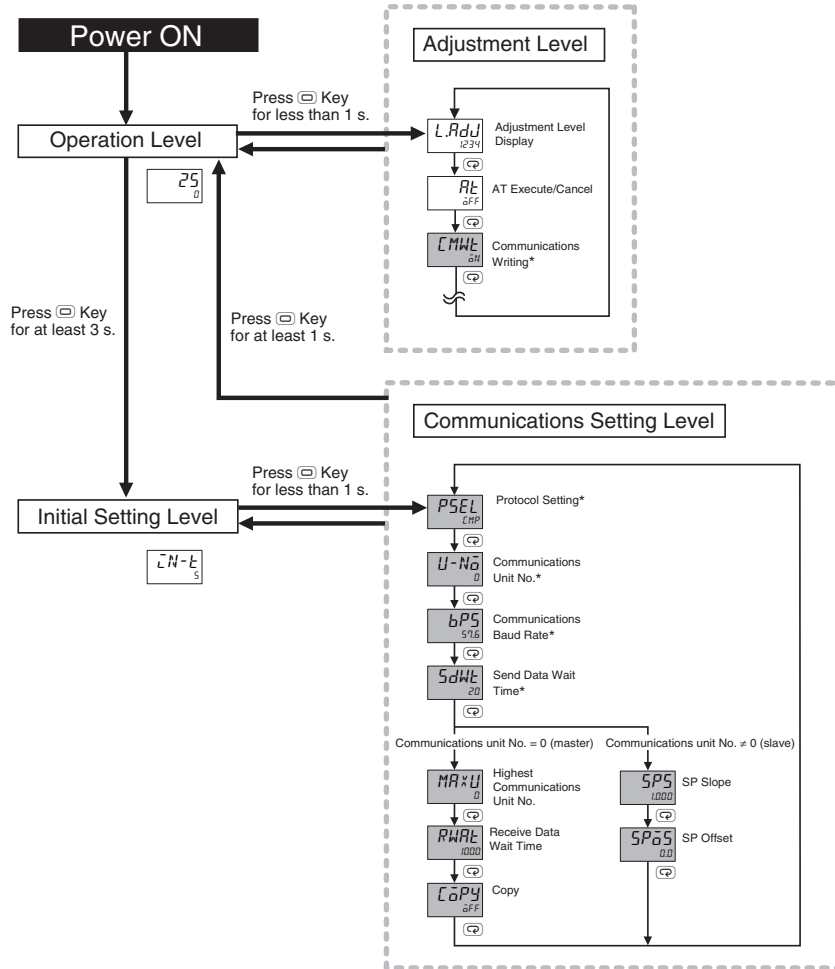 Power ON
Adjustment Level
Press Key
for less than 1 s.
Operation Level
25
0
L.AdJ
1234
Adjustment Level
Display
At
oFF
AT Execute/Cancel
CMWt
oN
Communications
Writing*
Press Key
for at least 3 s.
Press Key
for at least 1 s.
Communications Setting Level
Press Key
for less than 1 s.
Initial Setting Level
iN-t
5
PSEL
CMP
Protocol Setting*
U-No
0
Communications
Unit No.*
bPS
57.6
Communications
Baud Rate*
SdWt
20
Send Data Wait
Time*
Communications unit No. = 0 (master)
Communications unit No. ≠ 0 (slave)
MAxU
0
Highest
Communications
Unit No.
SPS
1.000
SP Slope
RWAt
1000
Receive Data
Wait Time
SPoS
0.0
SP Offset
CoPY
oFF
Copy